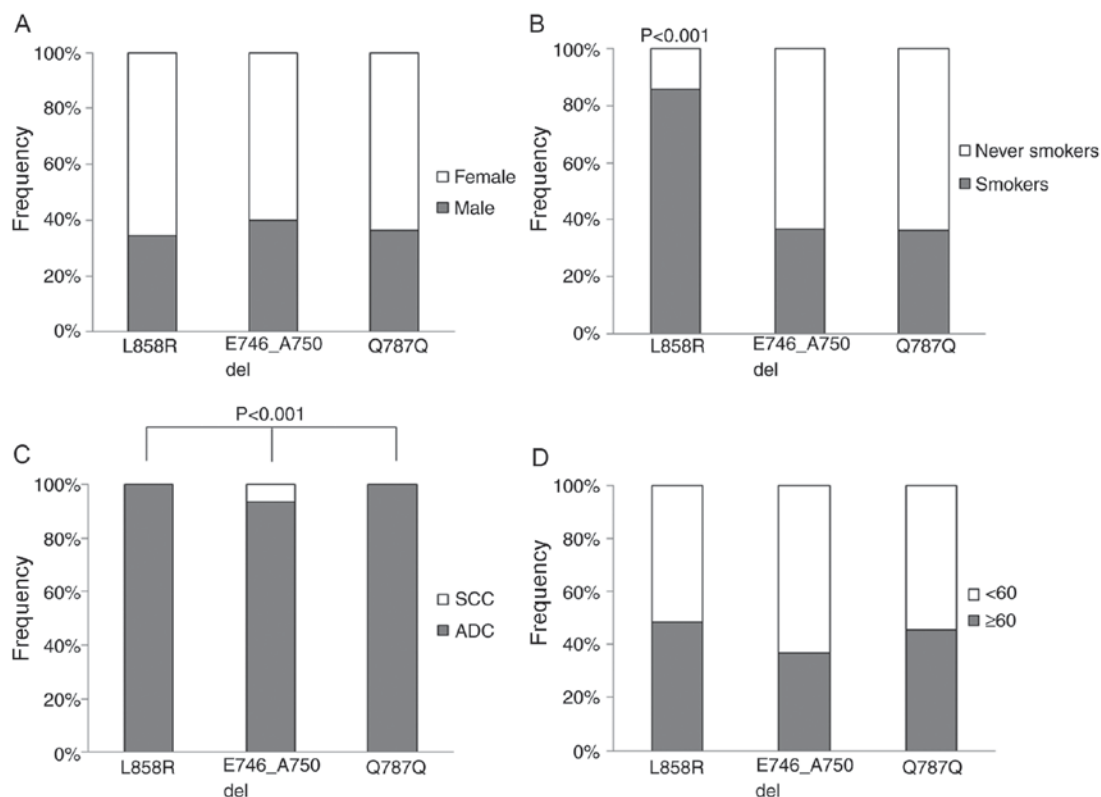 A
100%
80%
60%
40%
20%
0%
Frequency
L858R
E746_A750
del
Q787Q
Female
Male
B
P<0.001
100%
80%
60%
40%
20%
0%
Frequency
L858R
E746_A750
del
Q787Q
Never smokers
Smokers
C
P<0.001
100%
80%
60%
40%
20%
0%
Frequency
L858R
E746_A750
del
Q787Q
SCC
ADC
D
100%
80%
60%
40%
20%
0%
Frequency
L858R
E746_A750
del
Q787Q
<60
≥60